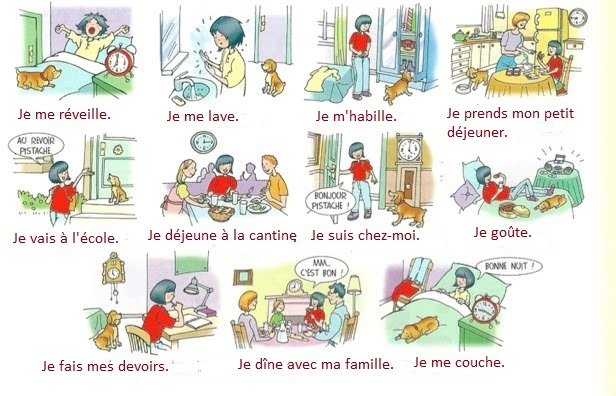 Je me réveille.
Je me lave.
Je m'habille.
Je prends mon petit
déjeuner.
AU REVOIR
PISTACHE
Je vais à l'école.
Je déjeune à la cantine
BONJOUR
PISTACHE !
Je suis chez-moi.
Je goûte.
Je fais mes devoirs.
MM...
C'EST BON !
Je dîne avec ma famille.
BONNE NUIT !
Je me couche.